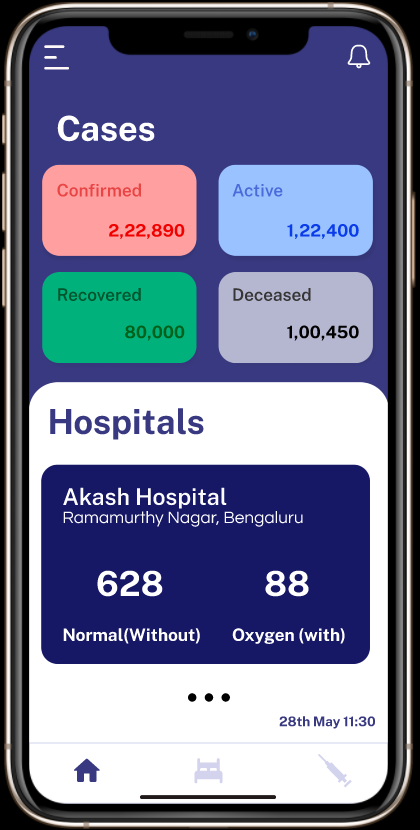 Cases
Confirmed
2,22,890
Active
1,22,400
Recovered
80,000
Deceased
1,00,450
Hospitals
Akash Hospital
Ramamurthy Nagar, Bengaluru
628
88
Normal(Without)
Oxygen (with)
28th May 11:30